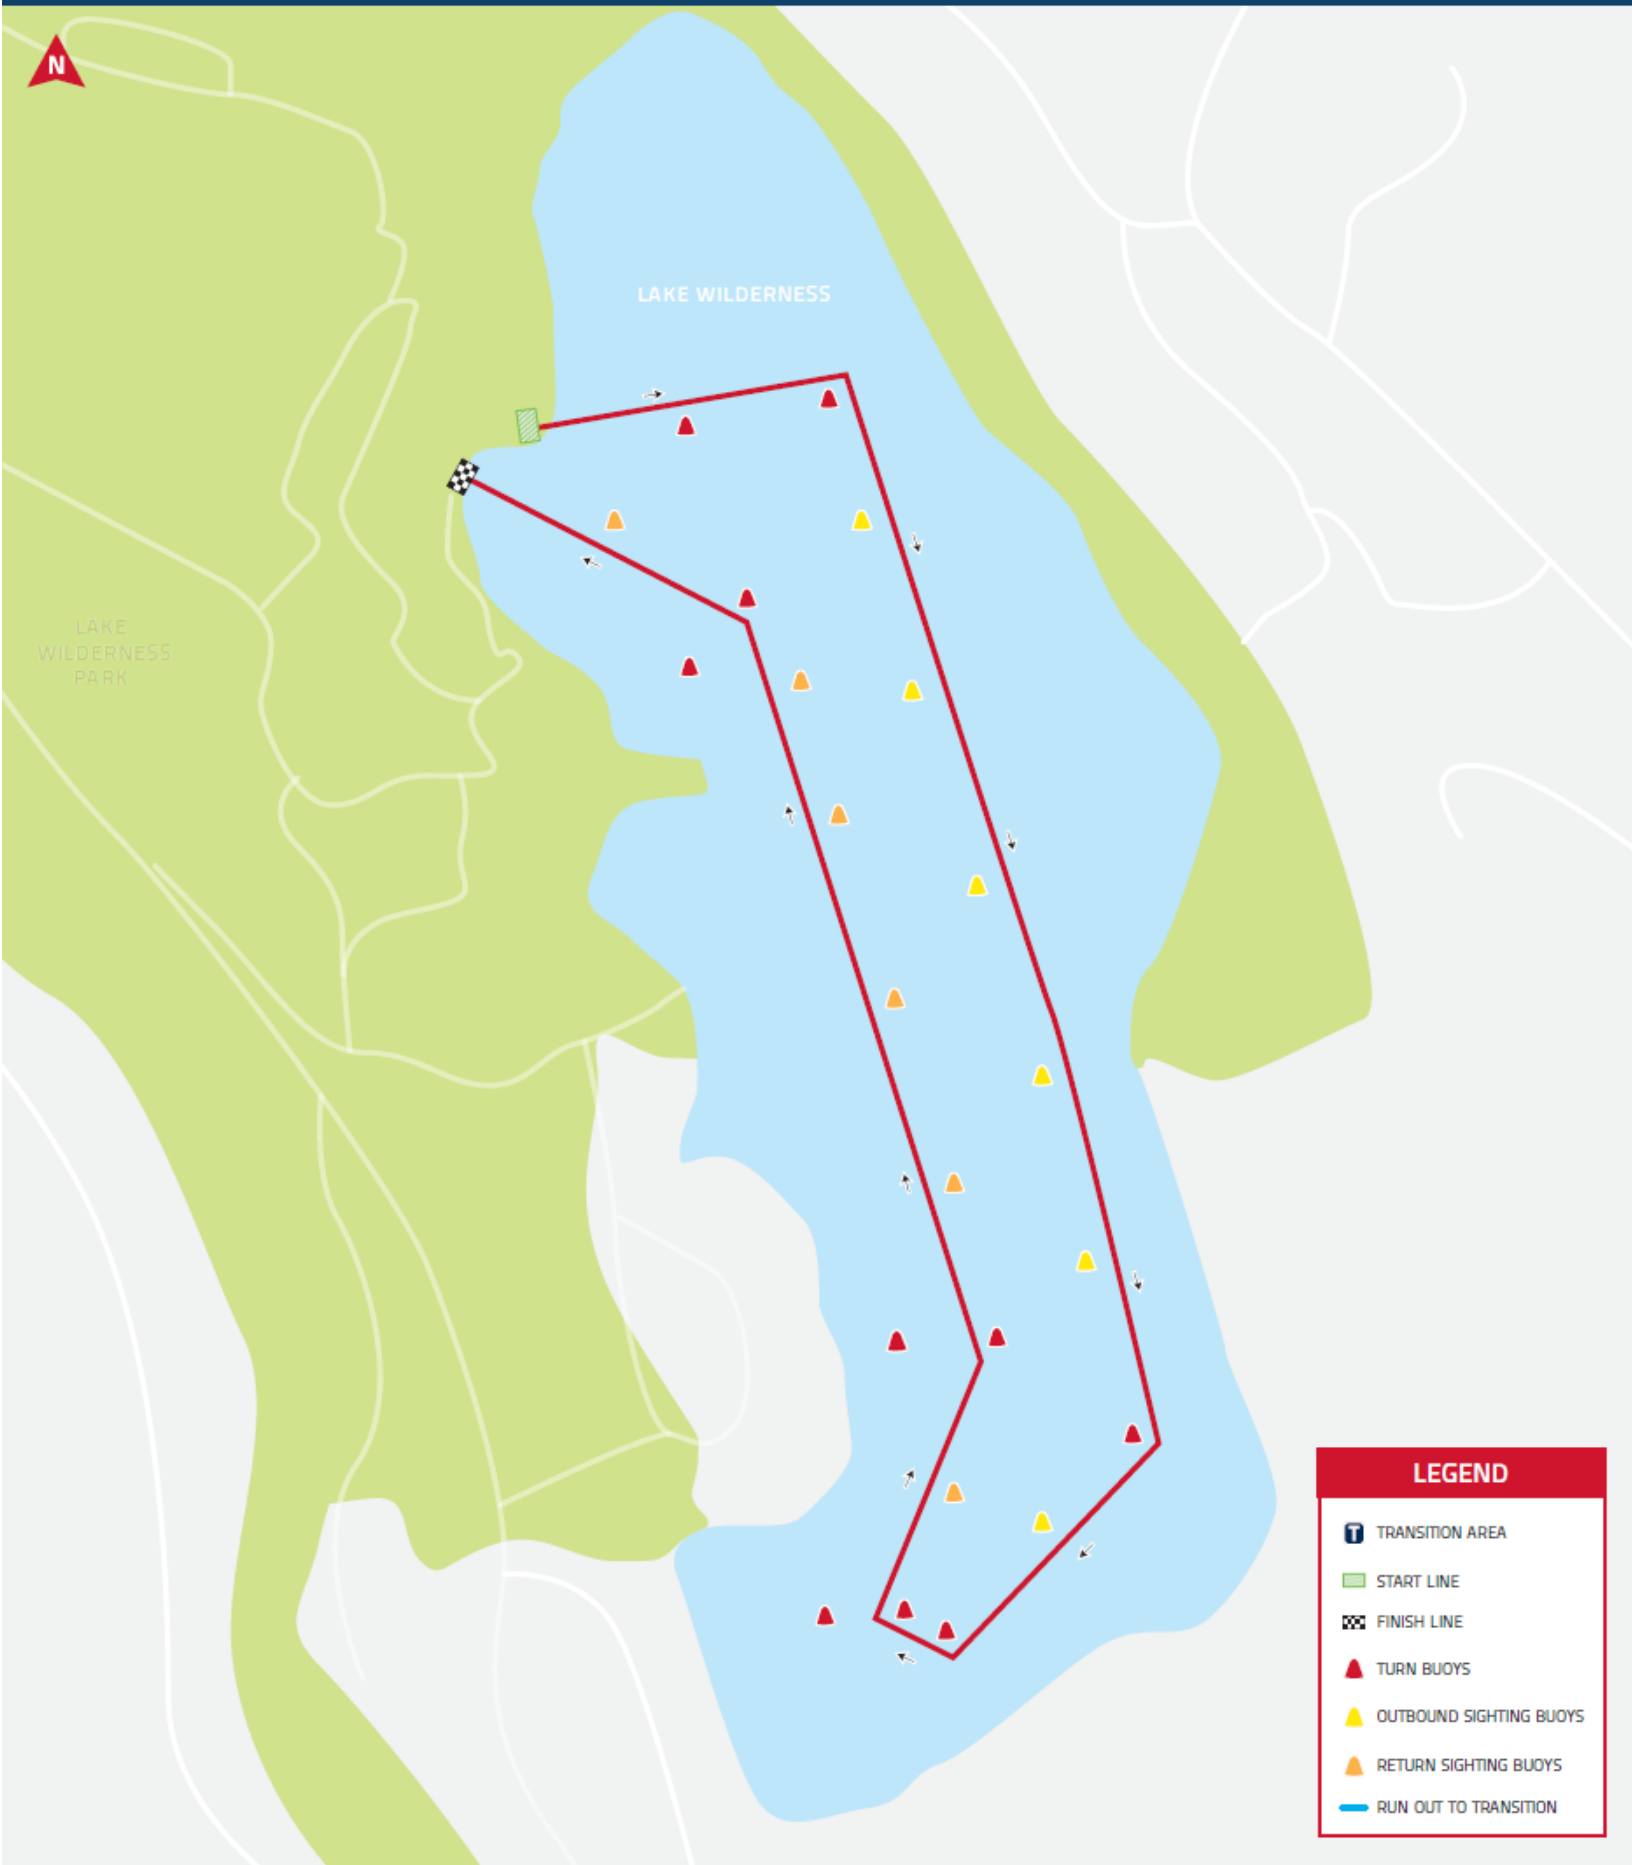 N
LAKE WILDERNESS
LAKE
WILDERNESS
PARK
LEGEND
T TRANSITION AREA
START LINE
FINISH LINE
TURN BUOYS
OUTBOUND SIGHTING BUOYS
RETURN SIGHTING BUOYS
RUN OUT TO TRANSITION